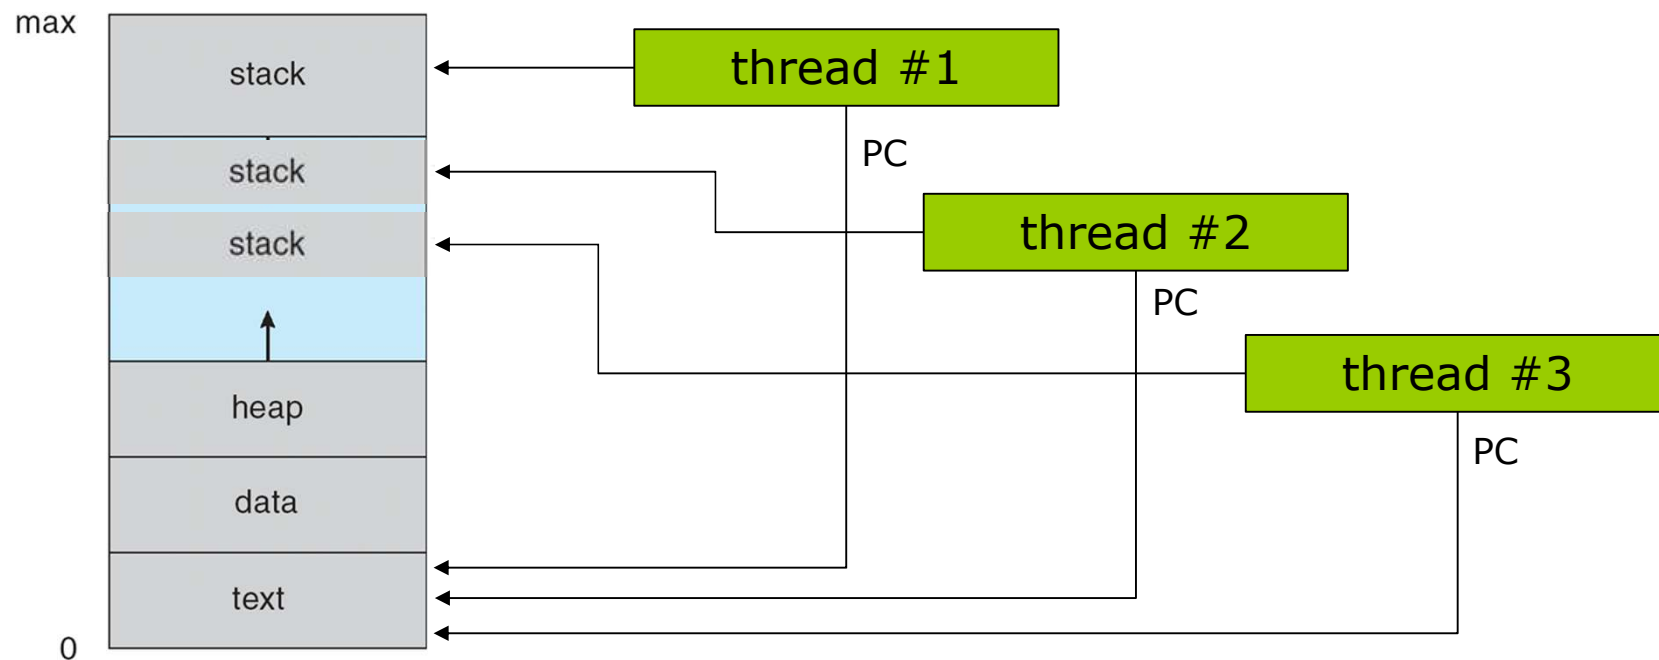 max
stack
thread #1
PC
stack
thread #2
stack
PC
thread #3
heap
PC
data
text
0